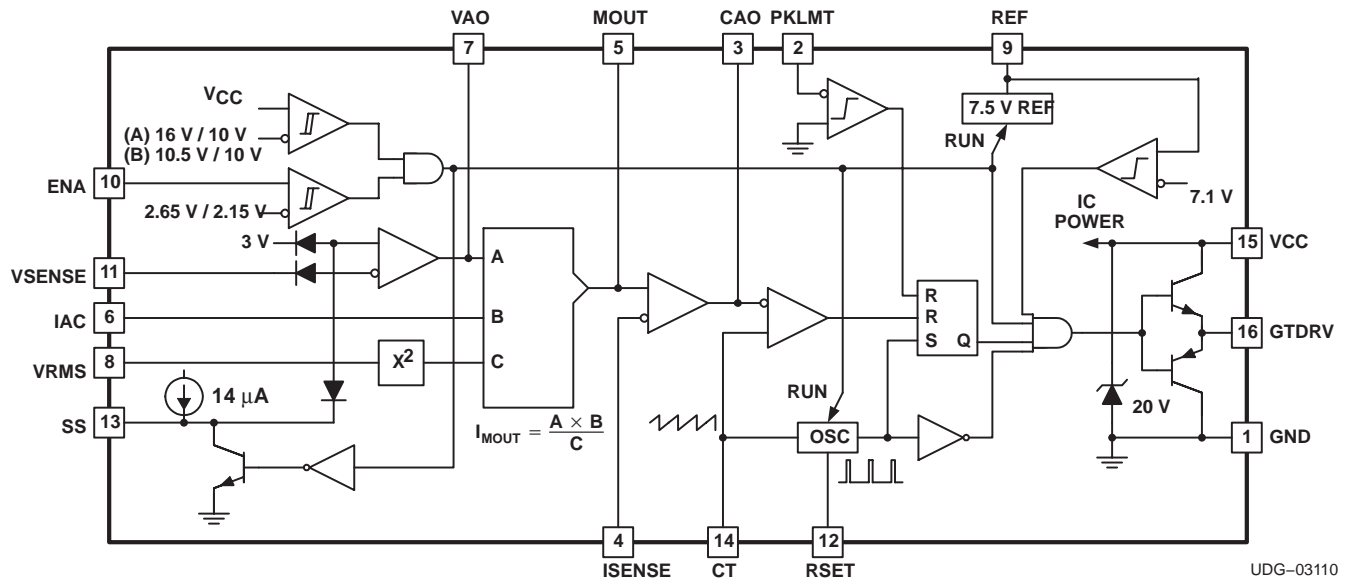 VAO MOUT CAO PKLMT REF
7 5 3 2 9
VCC
(A) 16 V / 10 V
(B) 10.5 V / 10 V
7.5 V REF
RUN
ENA 10
2.65 V / 2.15 V
7.1 V
IC
POWER
3 V
15 VCC
VSENSE 11
A
IAC 6
B
R
R
S Q
16 GTDRV
VRMS 8
X2
C
14 µA
RUN
20 V
SS 13
IMOUT = A × B
C
OSC
1 GND
4 14 12
ISENSE CT RSET
UDG–03110